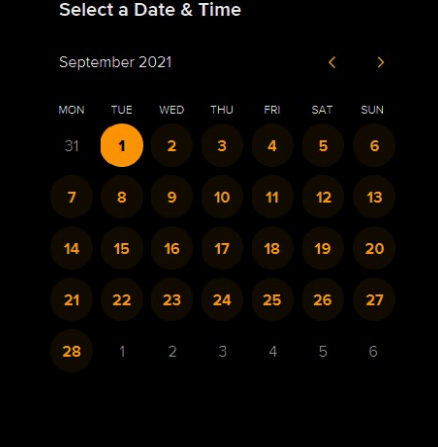 Select a Date & Time
September 2021 < >
MON TUE WED THU FRI SAT SUN
31 1 2 3 4 5 6
7 8 9 10 11 12 13
14 15 16 17 18 19 20
21 22 23 24 25 26 27
28 1 2 3 4 5 6